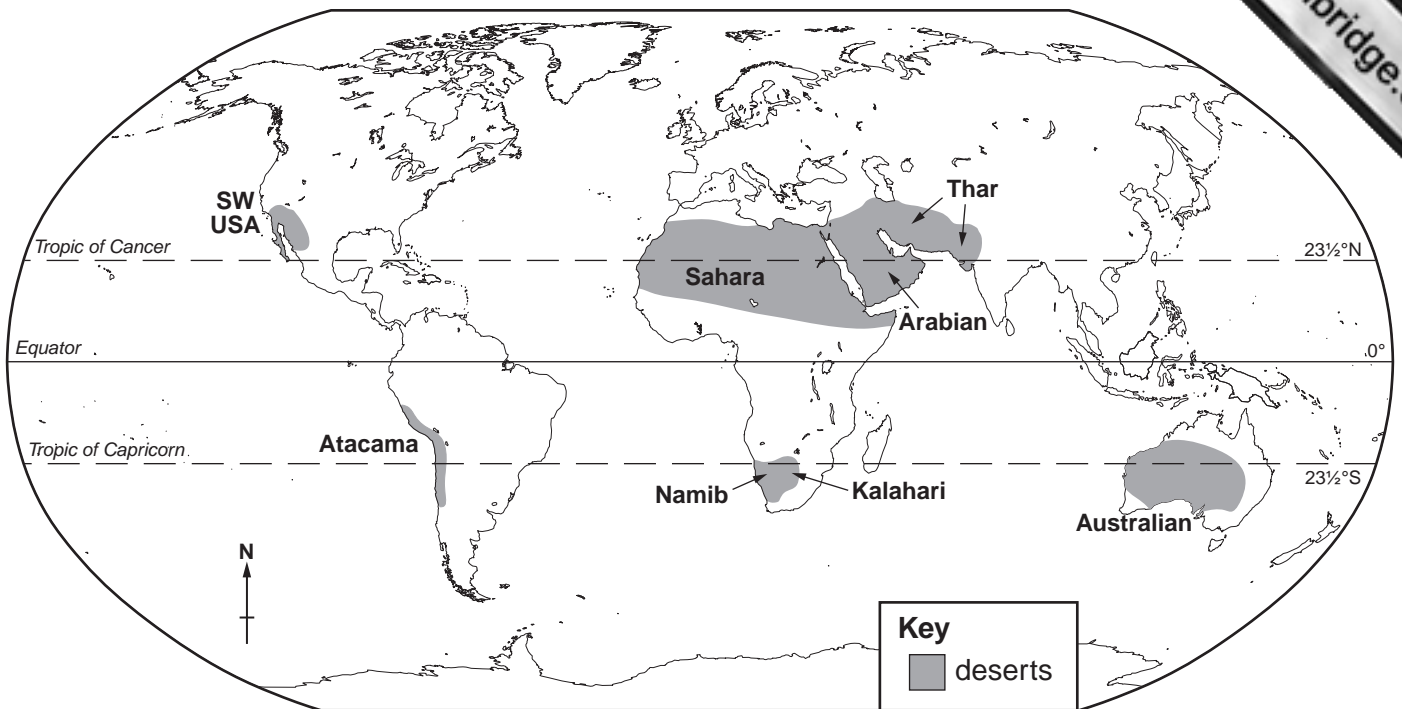 SW
USA
Thar
Tropic of Cancer
23½°N
Sahara
Arabian
Equator
0°
Atacama
Tropic of Capricorn
23½°S
Namib
Kalahari
Australian
N
Key
deserts